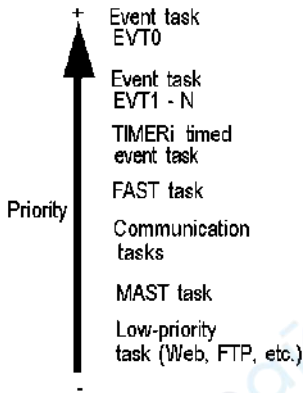 +
Event task
EVT0
Event task
EVT1 - N
TIMERi timed
event task
FAST task
Priority
Communication
tasks
MAST task
Low-priority
task (Web, FTP, etc.)
-